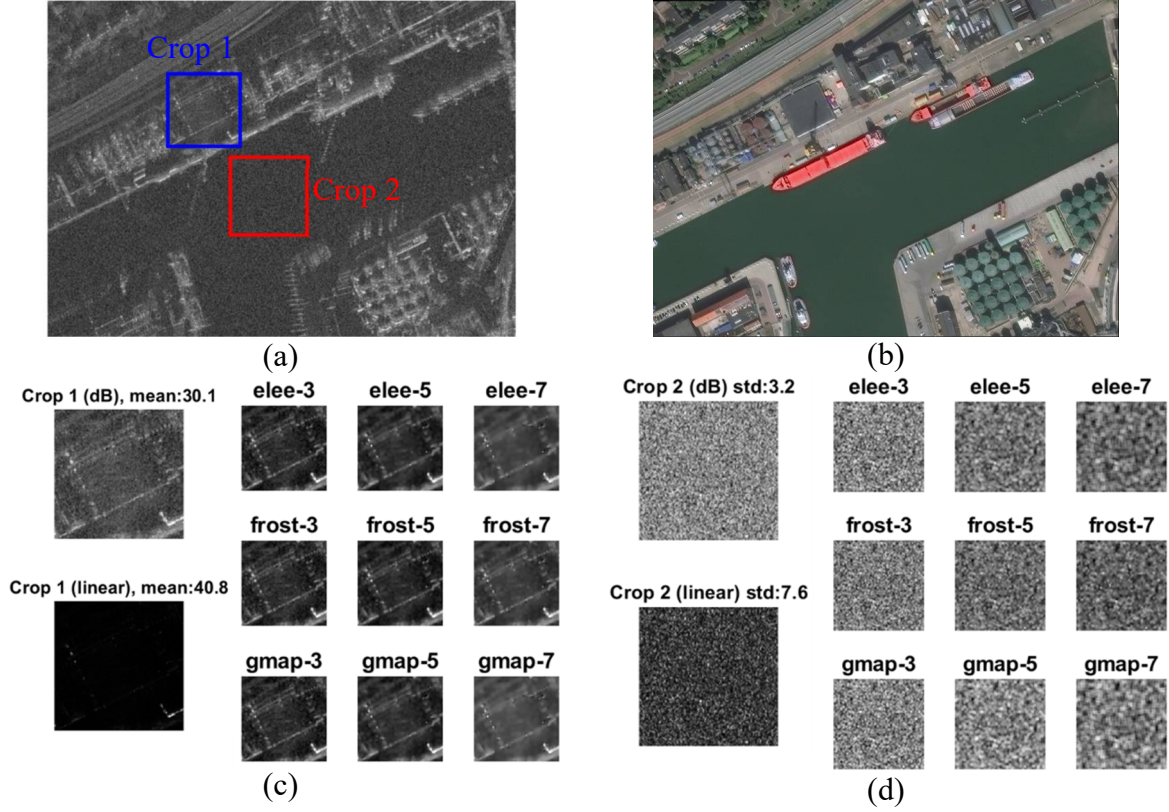 Crop 1
Crop 2
(a)
(b)
Crop 1 (dB), mean:30.1
elee-3 elee-5 elee-7
frost-3 frost-5 frost-7
Crop 1 (linear), mean:40.8
gmap-3 gmap-5 gmap-7
(c)
Crop 2 (dB) std:3.2
elee-3 elee-5 elee-7
frost-3 frost-5 frost-7
Crop 2 (linear) std:7.6
gmap-3 gmap-5 gmap-7
(d)